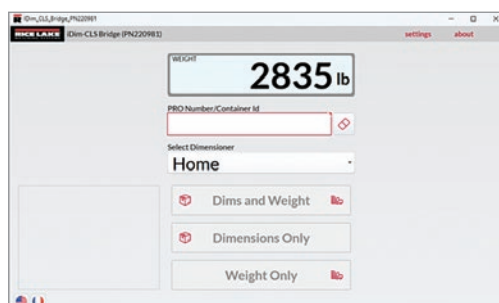 iDim_CLS_Bridge_PN220981
RICE LAKE iDim-CLS Bridge (PN220981) settings about
WEIGHT
2835 lb
PRO Number/Container Id
Select Dimensioner
Home
Dims and Weight
Dimensions Only
Weight Only